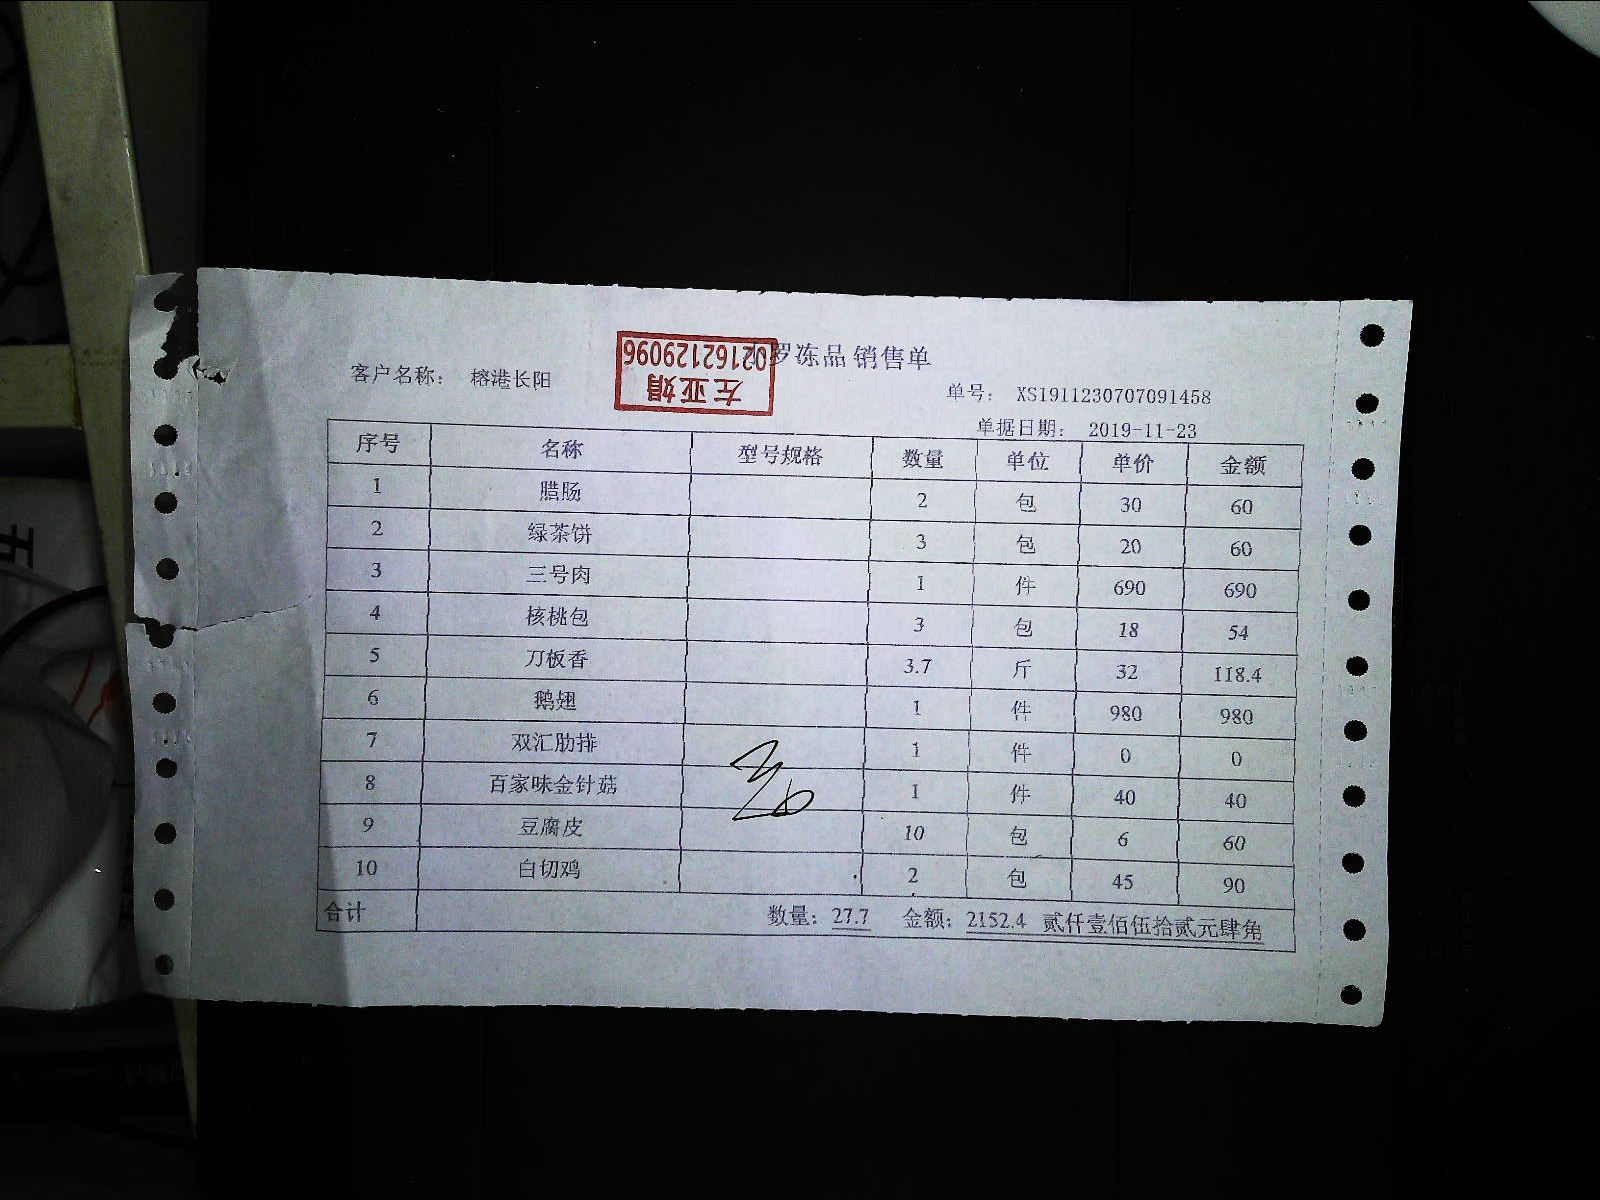 小罗冻品 销售单
021621290​96
左亚娟
客户名称： 榕港长阳
单号： XS1911230707091458
单据日期： 2019-11-23
序号 名称 型号规格 数量 单位 单价 金额
1 腊肠 2 包 30 60
2 绿茶饼 3 包 20 60
3 三号肉 1 件 690 690
4 核桃包 3 包 18 54
5 刀板香 3.7 斤 32 118.4
6 鹅翅 1 件 980 980
7 双汇肋排 1 件 0 0
8 百家味金针菇 1 件 40 40
9 豆腐皮 10 包 6 60
10 白切鸡 2 包 45 90
合计 数量：27.7 金额：2152.4 贰仟壹佰伍拾贰元肆角